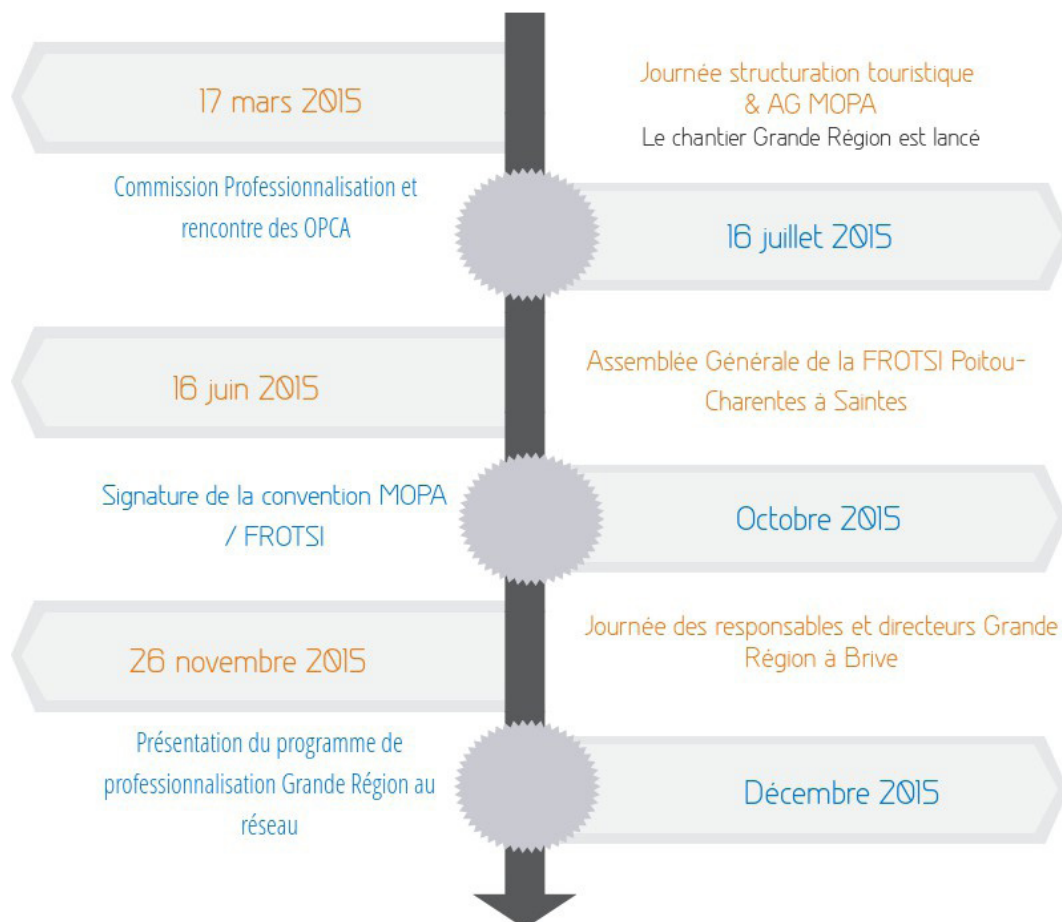 17 mars 2015
Journée structuration touristique
& AG MOPA
Le chantier Grande Région est lancé
Commission Professionnalisation et
rencontre des OPCA
16 juillet 2015
16 juin 2015
Assemblée Générale de la FROTSI Poitou-
Charentes à Saintes
Signature de la convention MOPA
/ FROTSI
Octobre 2015
26 novembre 2015
Journée des responsables et directeurs Grande
Région à Brive
Présentation du programme de
professionnalisation Grande Région au
réseau
Décembre 2015